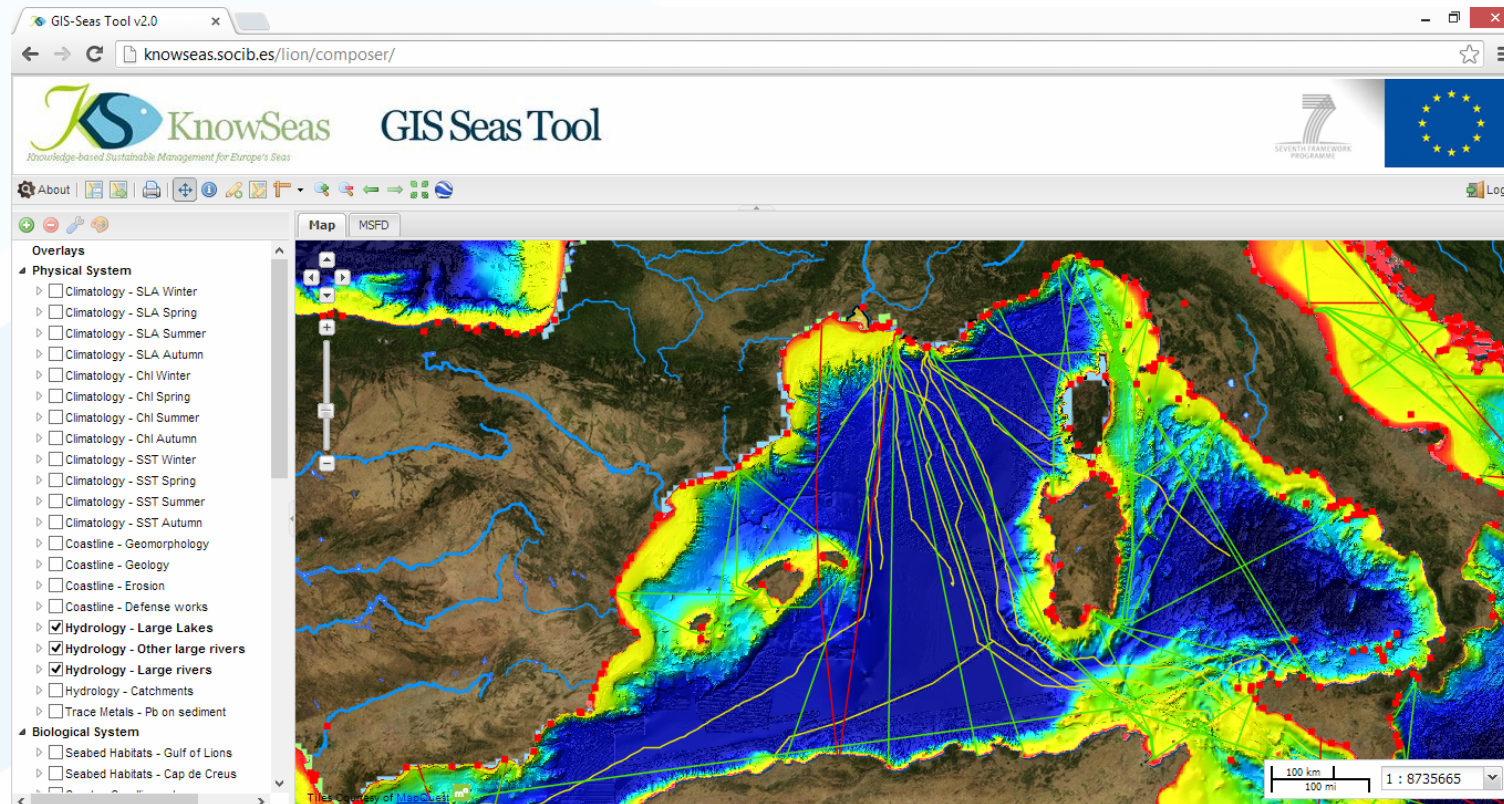 GIS-Seas Tool v2.0
knowseas.socib.es/lion/composer/
KS KnowSeas
Knowledge-based Sustainable Management for Europe's Seas
GIS Seas Tool
7
SEVENTH FRAMEWORK
PROGRAMME
About
Log
Map
MSFD
Overlays
Physical System
Climatology - SLA Winter
Climatology - SLA Spring
Climatology - SLA Summer
Climatology - SLA Autumn
Climatology - Chl Winter
Climatology - Chl Spring
Climatology - Chl Summer
Climatology - Chl Autumn
Climatology - SST Winter
Climatology - SST Spring
Climatology - SST Summer
Climatology - SST Autumn
Coastline - Geomorphology
Coastline - Geology
Coastline - Erosion
Coastline - Defense works
Hydrology - Large Lakes
Hydrology - Other large rivers
Hydrology - Large rivers
Hydrology - Catchments
Trace Metals - Pb on sediment
Biological System
Seabed Habitats - Gulf of Lions
Seabed Habitats - Cap de Creus
Tiles Courtesy of MapQuest
100 km
100 mi
1 : 8735665